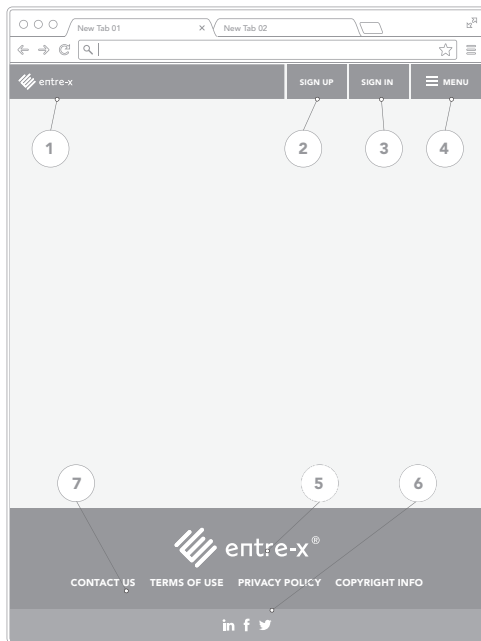 New Tab 01 × New Tab 02
entre-x SIGN UP SIGN IN MENU
1 2 3 4
7 5 6
entre-x®
CONTACT US TERMS OF USE PRIVACY POLICY COPYRIGHT INFO
in f